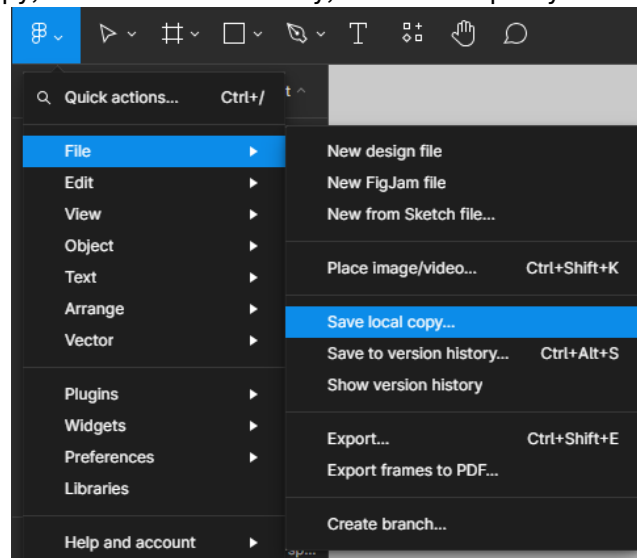 Quick actions... Ctrl+/
File
Edit
View
Object
Text
Arrange
Vector
Plugins
Widgets
Preferences
Libraries
Help and account
New design file
New FigJam file
New from Sketch file...
Place image/video... Ctrl+Shift+K
Save local copy...
Save to version history... Ctrl+Alt+S
Show version history
Export... Ctrl+Shift+E
Export frames to PDF...
Create branch...